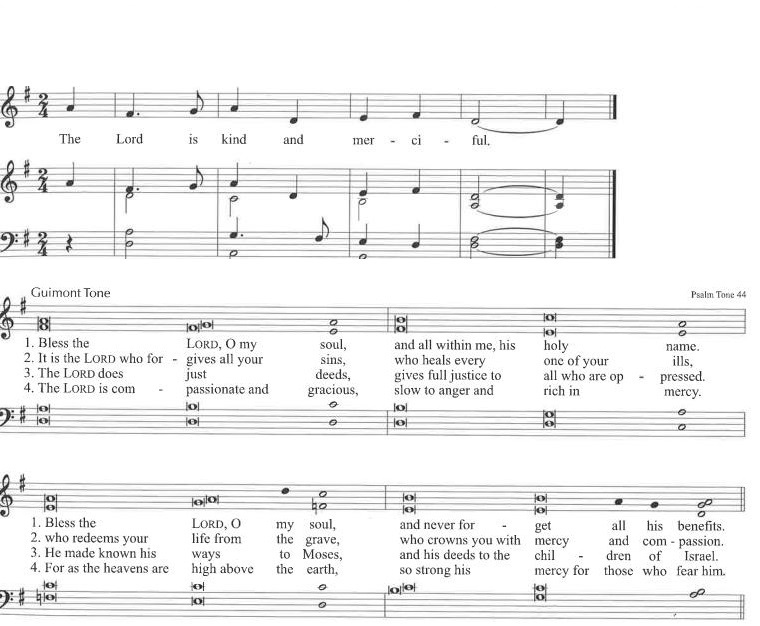 The Lord is kind and mer - ci - ful.
Guimont Tone
Psalm Tone 44
1. Bless the LORD, O my soul, and all within me, his holy name.
2. It is the LORD who for - gives all your sins, who heals every one of your ills,
3. The LORD does just deeds, gives full justice to all who are op - pressed.
4. The LORD is com - passionate and gracious, slow to anger and rich in mercy.
1. Bless the LORD, O my soul, and never for - get all his benefits.
2. who redeems your life from the grave, who crowns you with mercy and com - passion.
3. He made known his ways to Moses, and his deeds to the chil - dren of Israel.
4. For as the heavens are high above the earth, so strong his mercy for those who fear him.